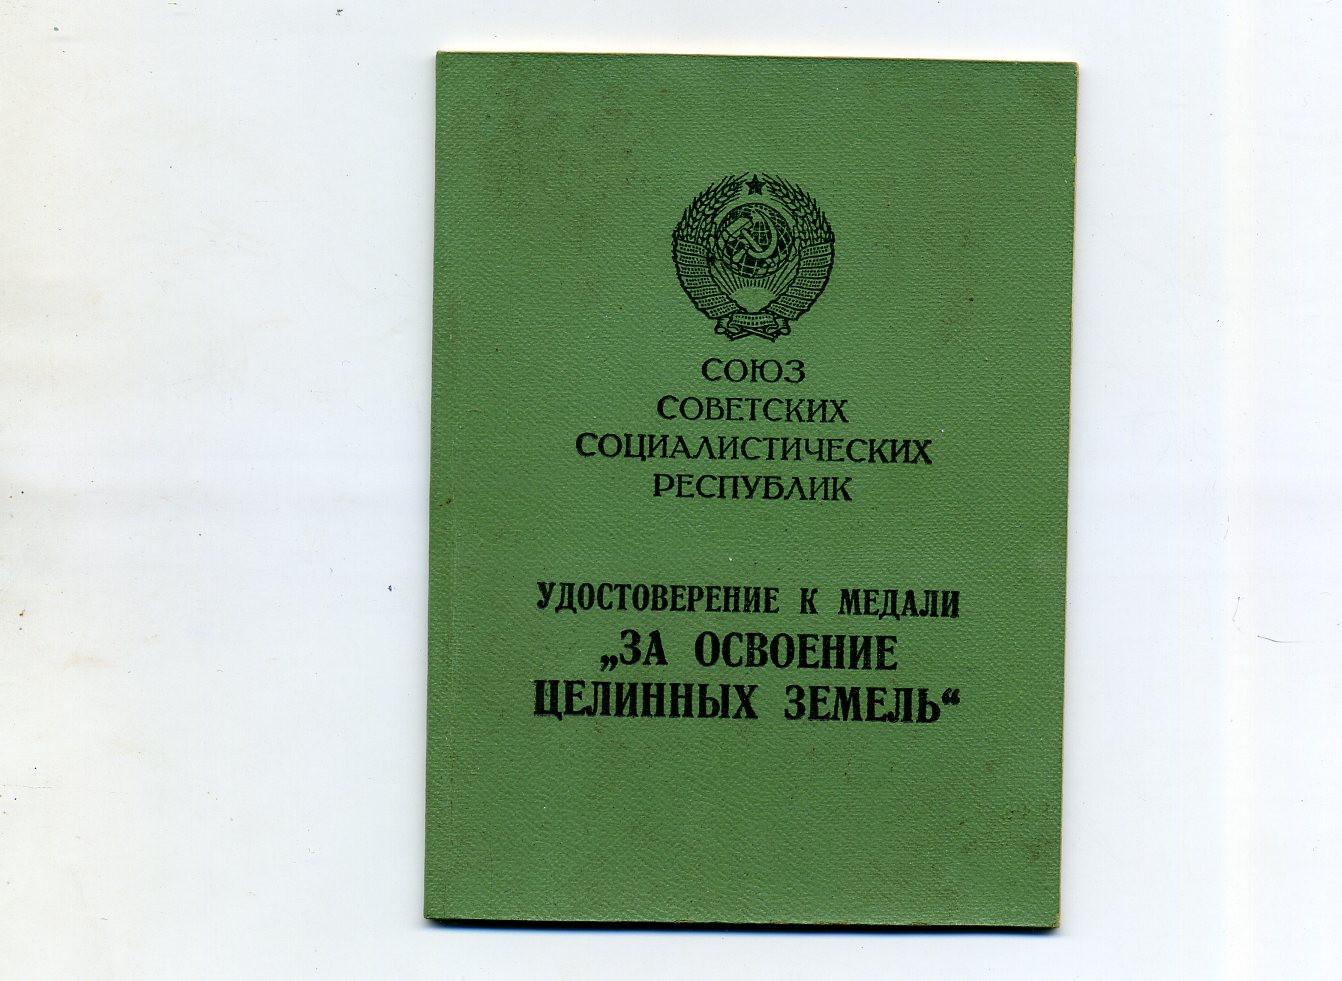 СОЮЗ
СОВЕТСКИХ
СОЦИАЛИСТИЧЕСКИХ
РЕСПУБЛИК
УДОСТОВЕРЕНИЕ К МЕДАЛИ
„ЗА ОСВОЕНИЕ
ЦЕЛИННЫХ ЗЕМЕЛЬ“